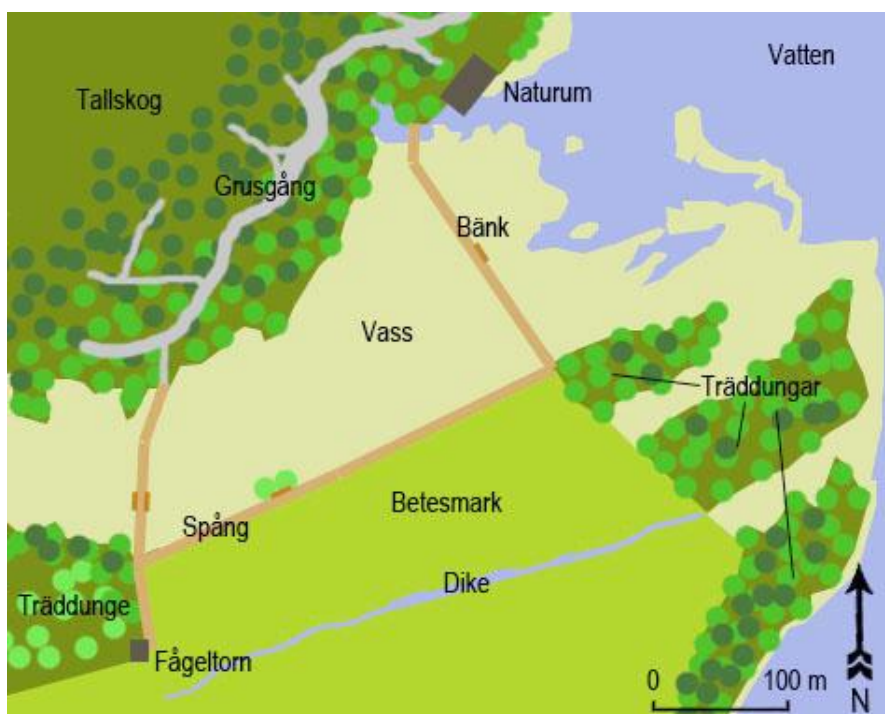 Vatten
Tallskog
Naturum
Grusgång
Bänk
Vass
Träddungar
Betesmark
Spång
Dike
Träddunge
Fågeltorn
0 100 m
N